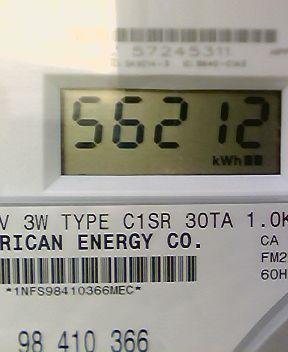 57245311
56212
kWh
V 3W TYPE C1SR 30TA 1.0K
RICAN ENERGY CO.
CA
FM2
60H
*1NFS98410366MEC*
98 410 366